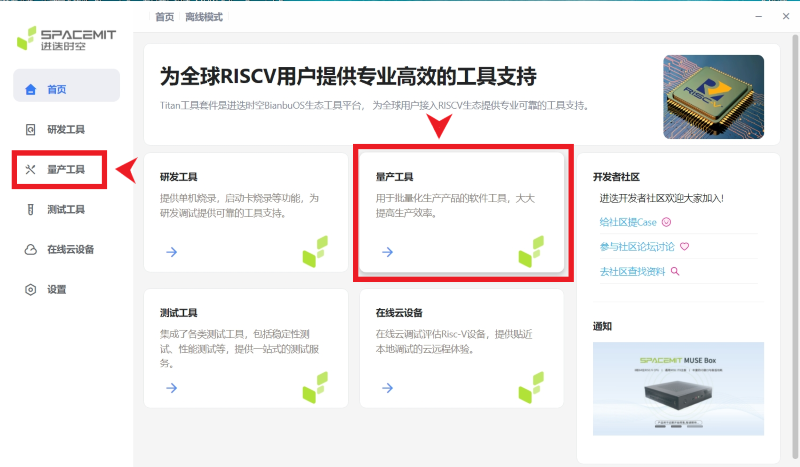 首页 离线模式
SPACEMIT
进迭时空
首页
研发工具
量产工具
测试工具
在线云设备
设置
为全球RISCV用户提供专业高效的工具支持
Titan工具套件是进迭时空BianbuOS生态工具平台， 为全球用户接入RISCV生态提供专业可靠的工具支持。
RISC
研发工具
提供单机烧录，启动卡烧录等功能，为
研发调试提供可靠的工具支持。
量产工具
用于批量化生产产品的软件工具，大大
提高生产效率。
测试工具
集成了各类测试工具，包括稳定性测
试、性能测试等，提供一站式的测试服
务。
在线云设备
在线云调试评估Risc-V设备，提供贴近
本地调试的云远程体验。
开发者社区
进迭开发者社区欢迎大家加入!
给社区提Case
参与社区论坛讨论
去社区查找资料
通知
SPACEMIT MUSE Box